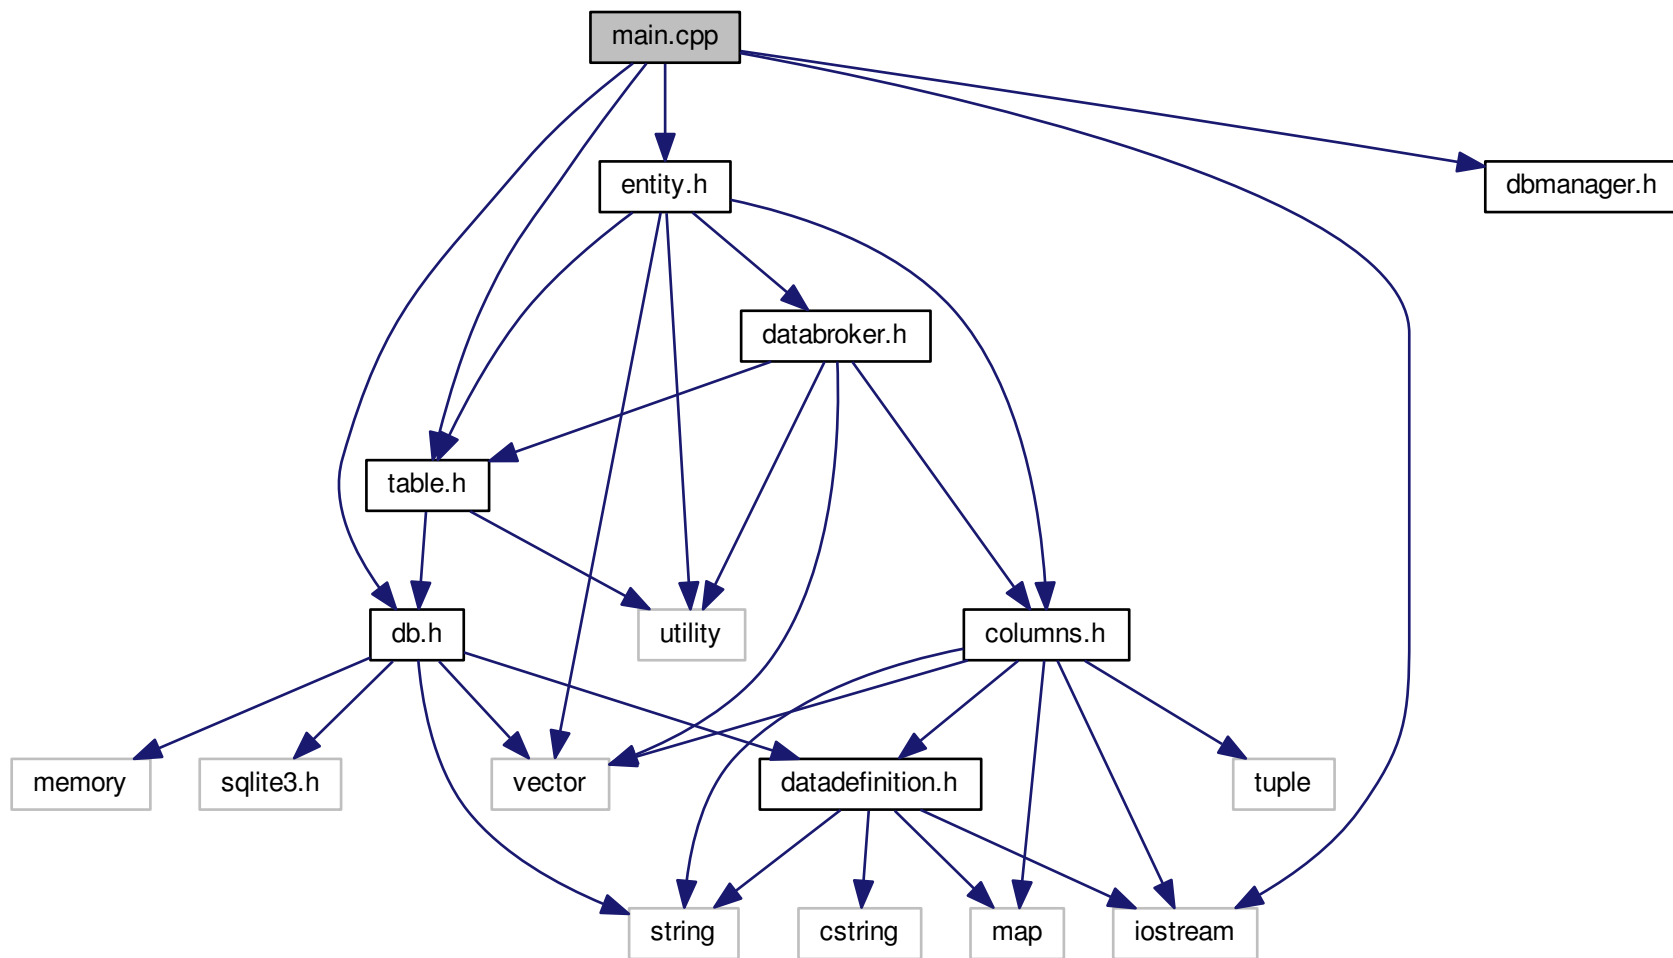 main.cpp
entity.h
dbmanager.h
databroker.h
table.h
db.h
utility
columns.h
memory
sqlite3.h
vector
datadefinition.h
tuple
string
cstring
map
iostream